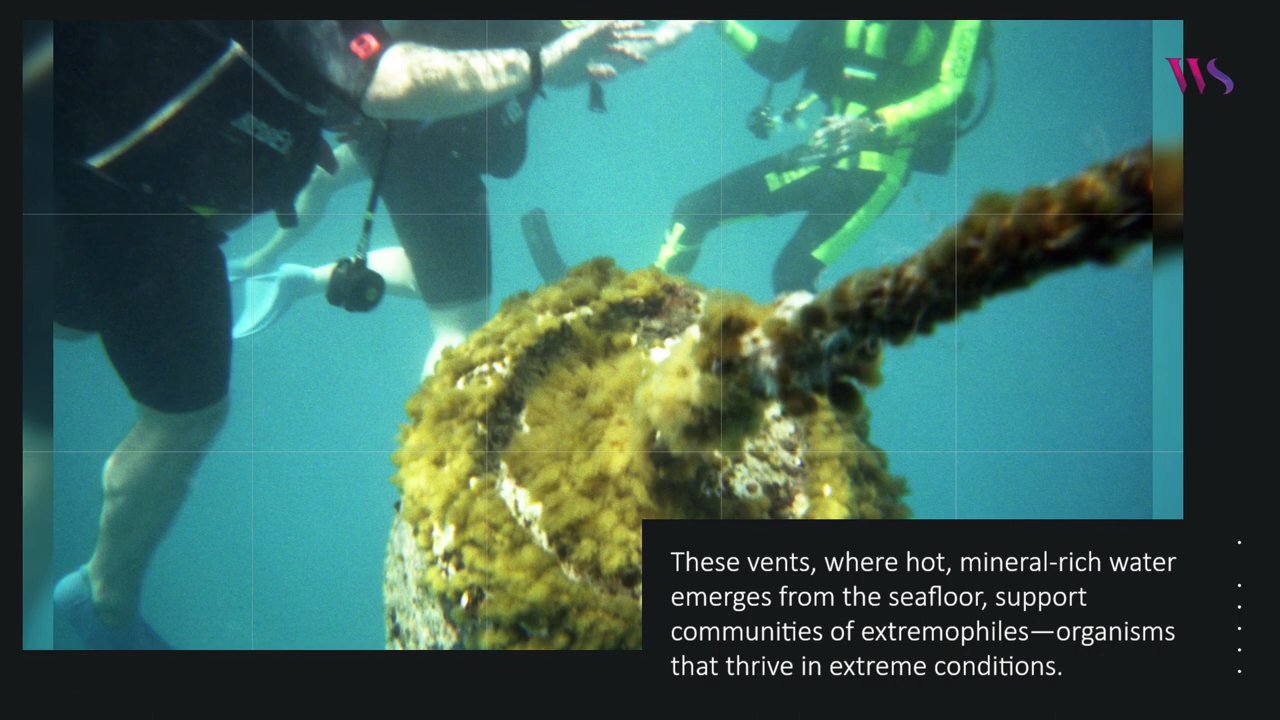 WS
These vents, where hot, mineral-rich water
emerges from the seafloor, support
communities of extremophiles—organisms
that thrive in extreme conditions.